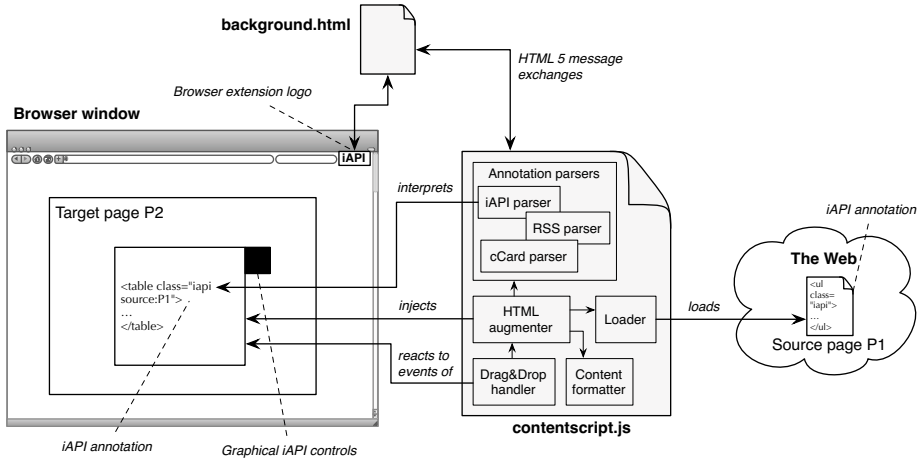 background.html
HTML 5 message
exchanges
Browser extension logo
Browser window
iAPI
Target page P2
<table class="iapi
source:P1"> .
...
</table>
iAPI annotation
Graphical iAPI controls
interprets
injects
reacts to
events of
Annotation parsers
iAPI parser
RSS parser
cCard parser
HTML
augmenter
Loader
Drag&Drop
handler
Content
formatter
contentscript.js
loads
iAPI annotation
The Web
<ul
class=
"iapi">
...
</ul>
Source page P1